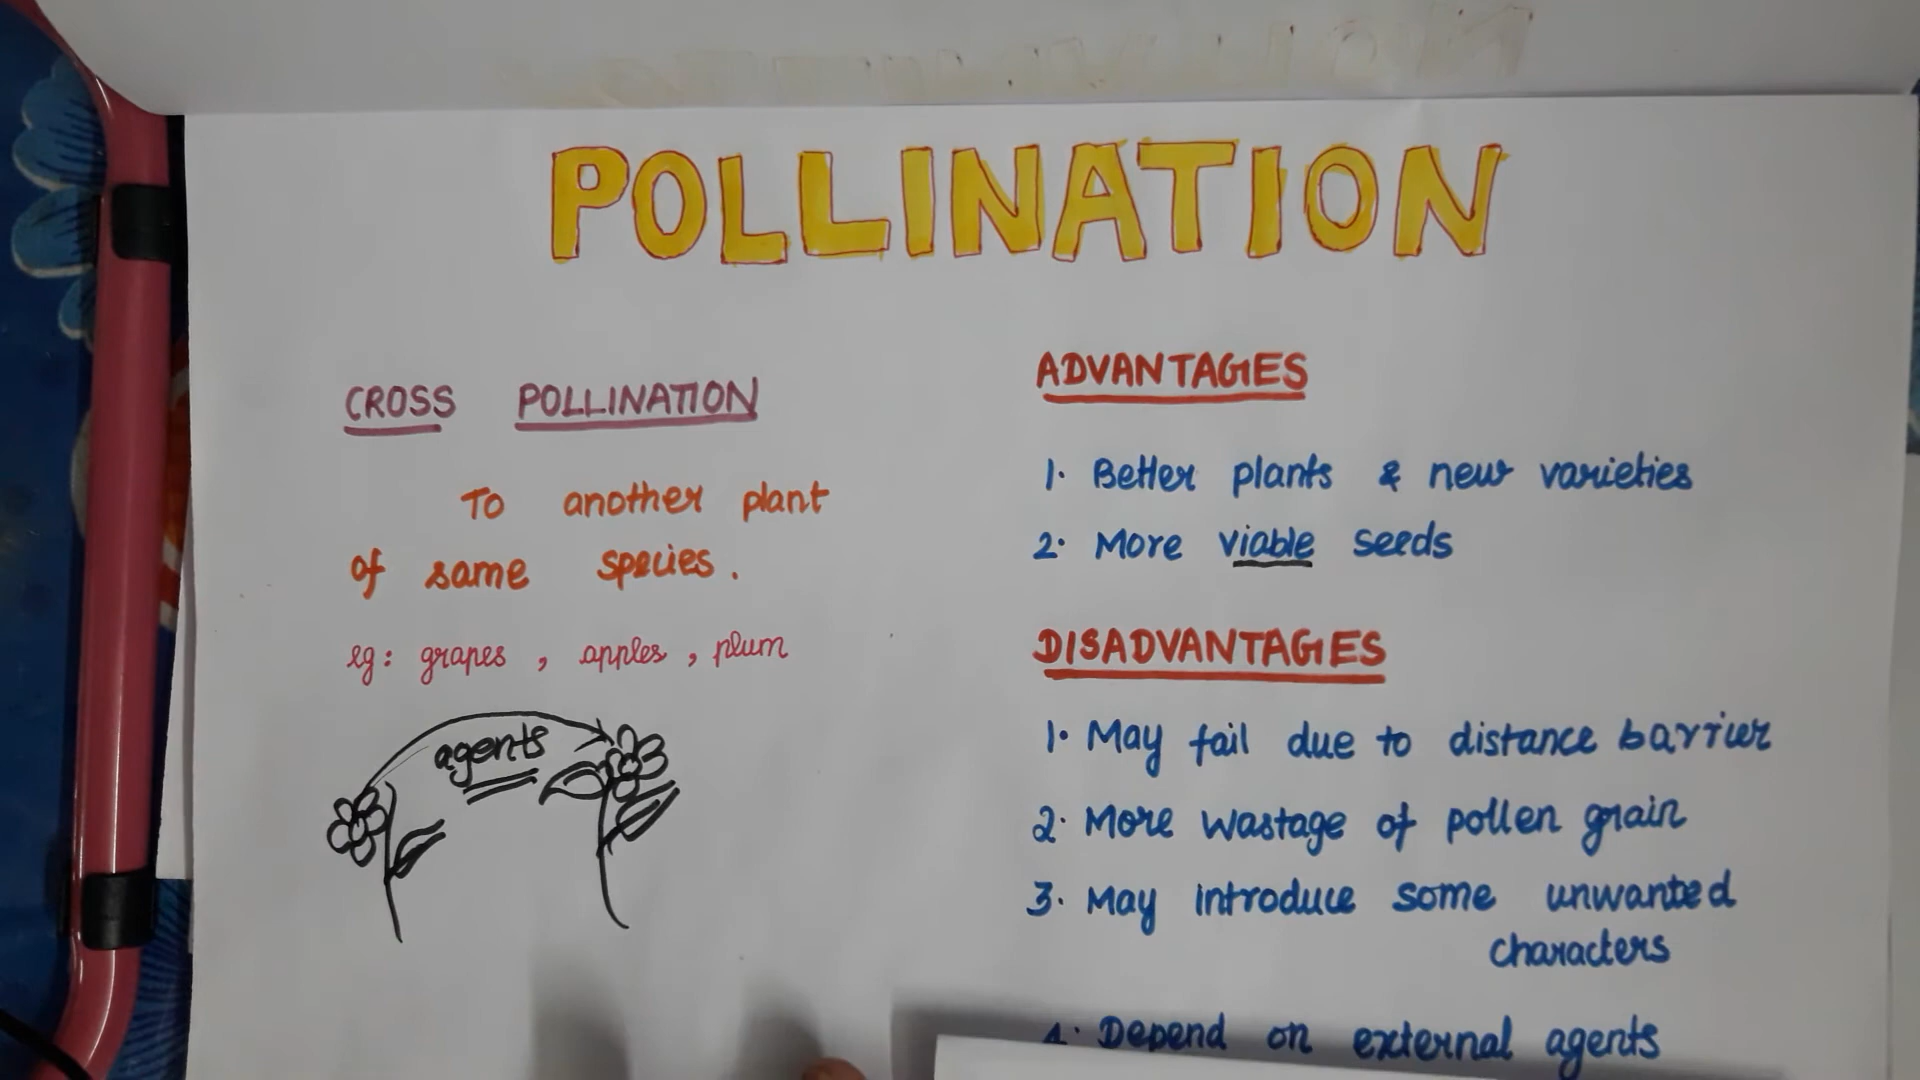 POLLINATION
CROSS POLLINATION
To another plant
of same species.
eg: grapes, apples, plum
agents
ADVANTAGES
1. Better plants & new varieties
2. More viable seeds
DISADVANTAGES
1. May fail due to distance barrier
2. More wastage of pollen grain
3. May introduce some unwanted
characters
4. Depend on external agents